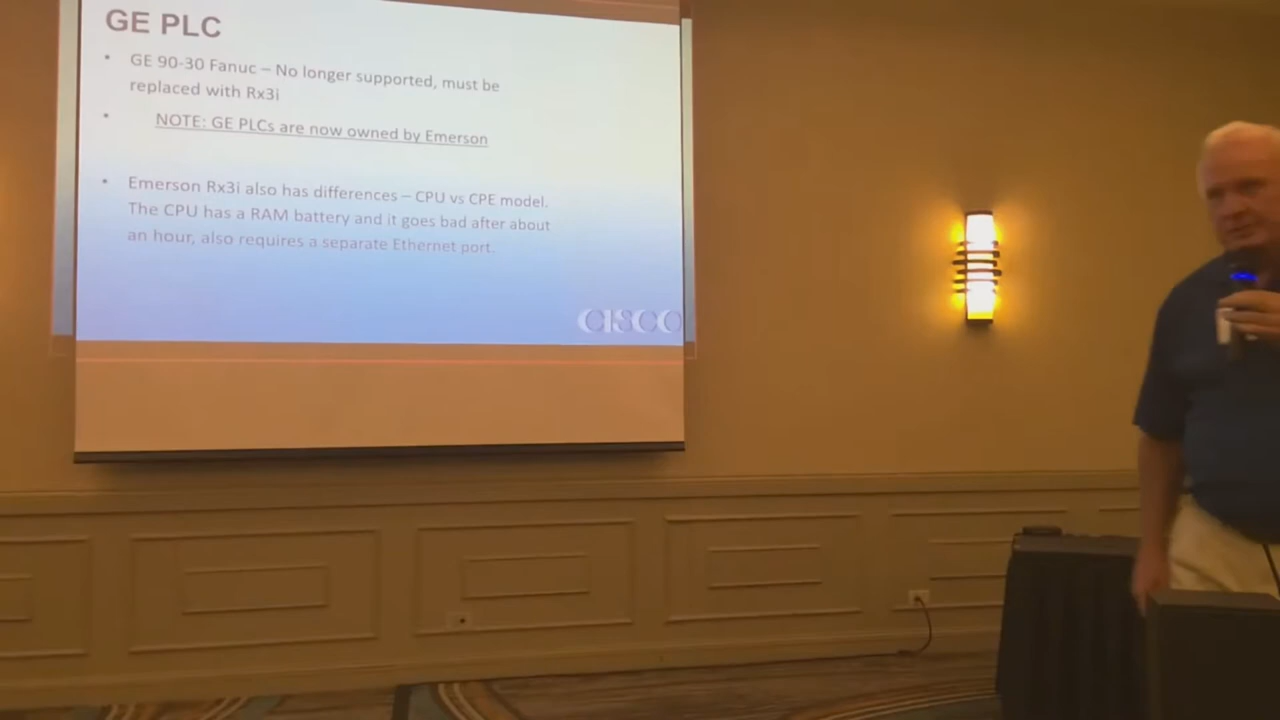 GE PLC
• GE 90-30 Fanuc – No longer supported, must be
replaced with Rx3i
• NOTE: GE PLCs are now owned by Emerson
• Emerson Rx3i also has differences – CPU vs CPE model.
The CPU has a RAM battery and it goes bad after about
an hour, also requires a separate Ethernet port.
CISCO